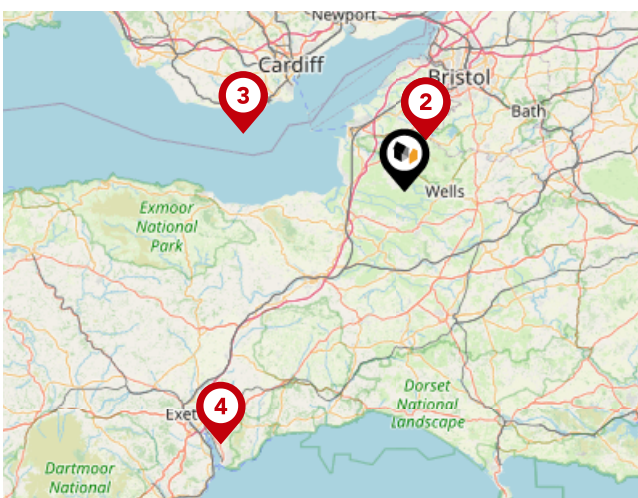 Newport
Cardiff
3
Bristol
2
Bath
Wells
Exmoor
National
Park
Dorset
National
Landscape
4
Exet
Dartmoor
National